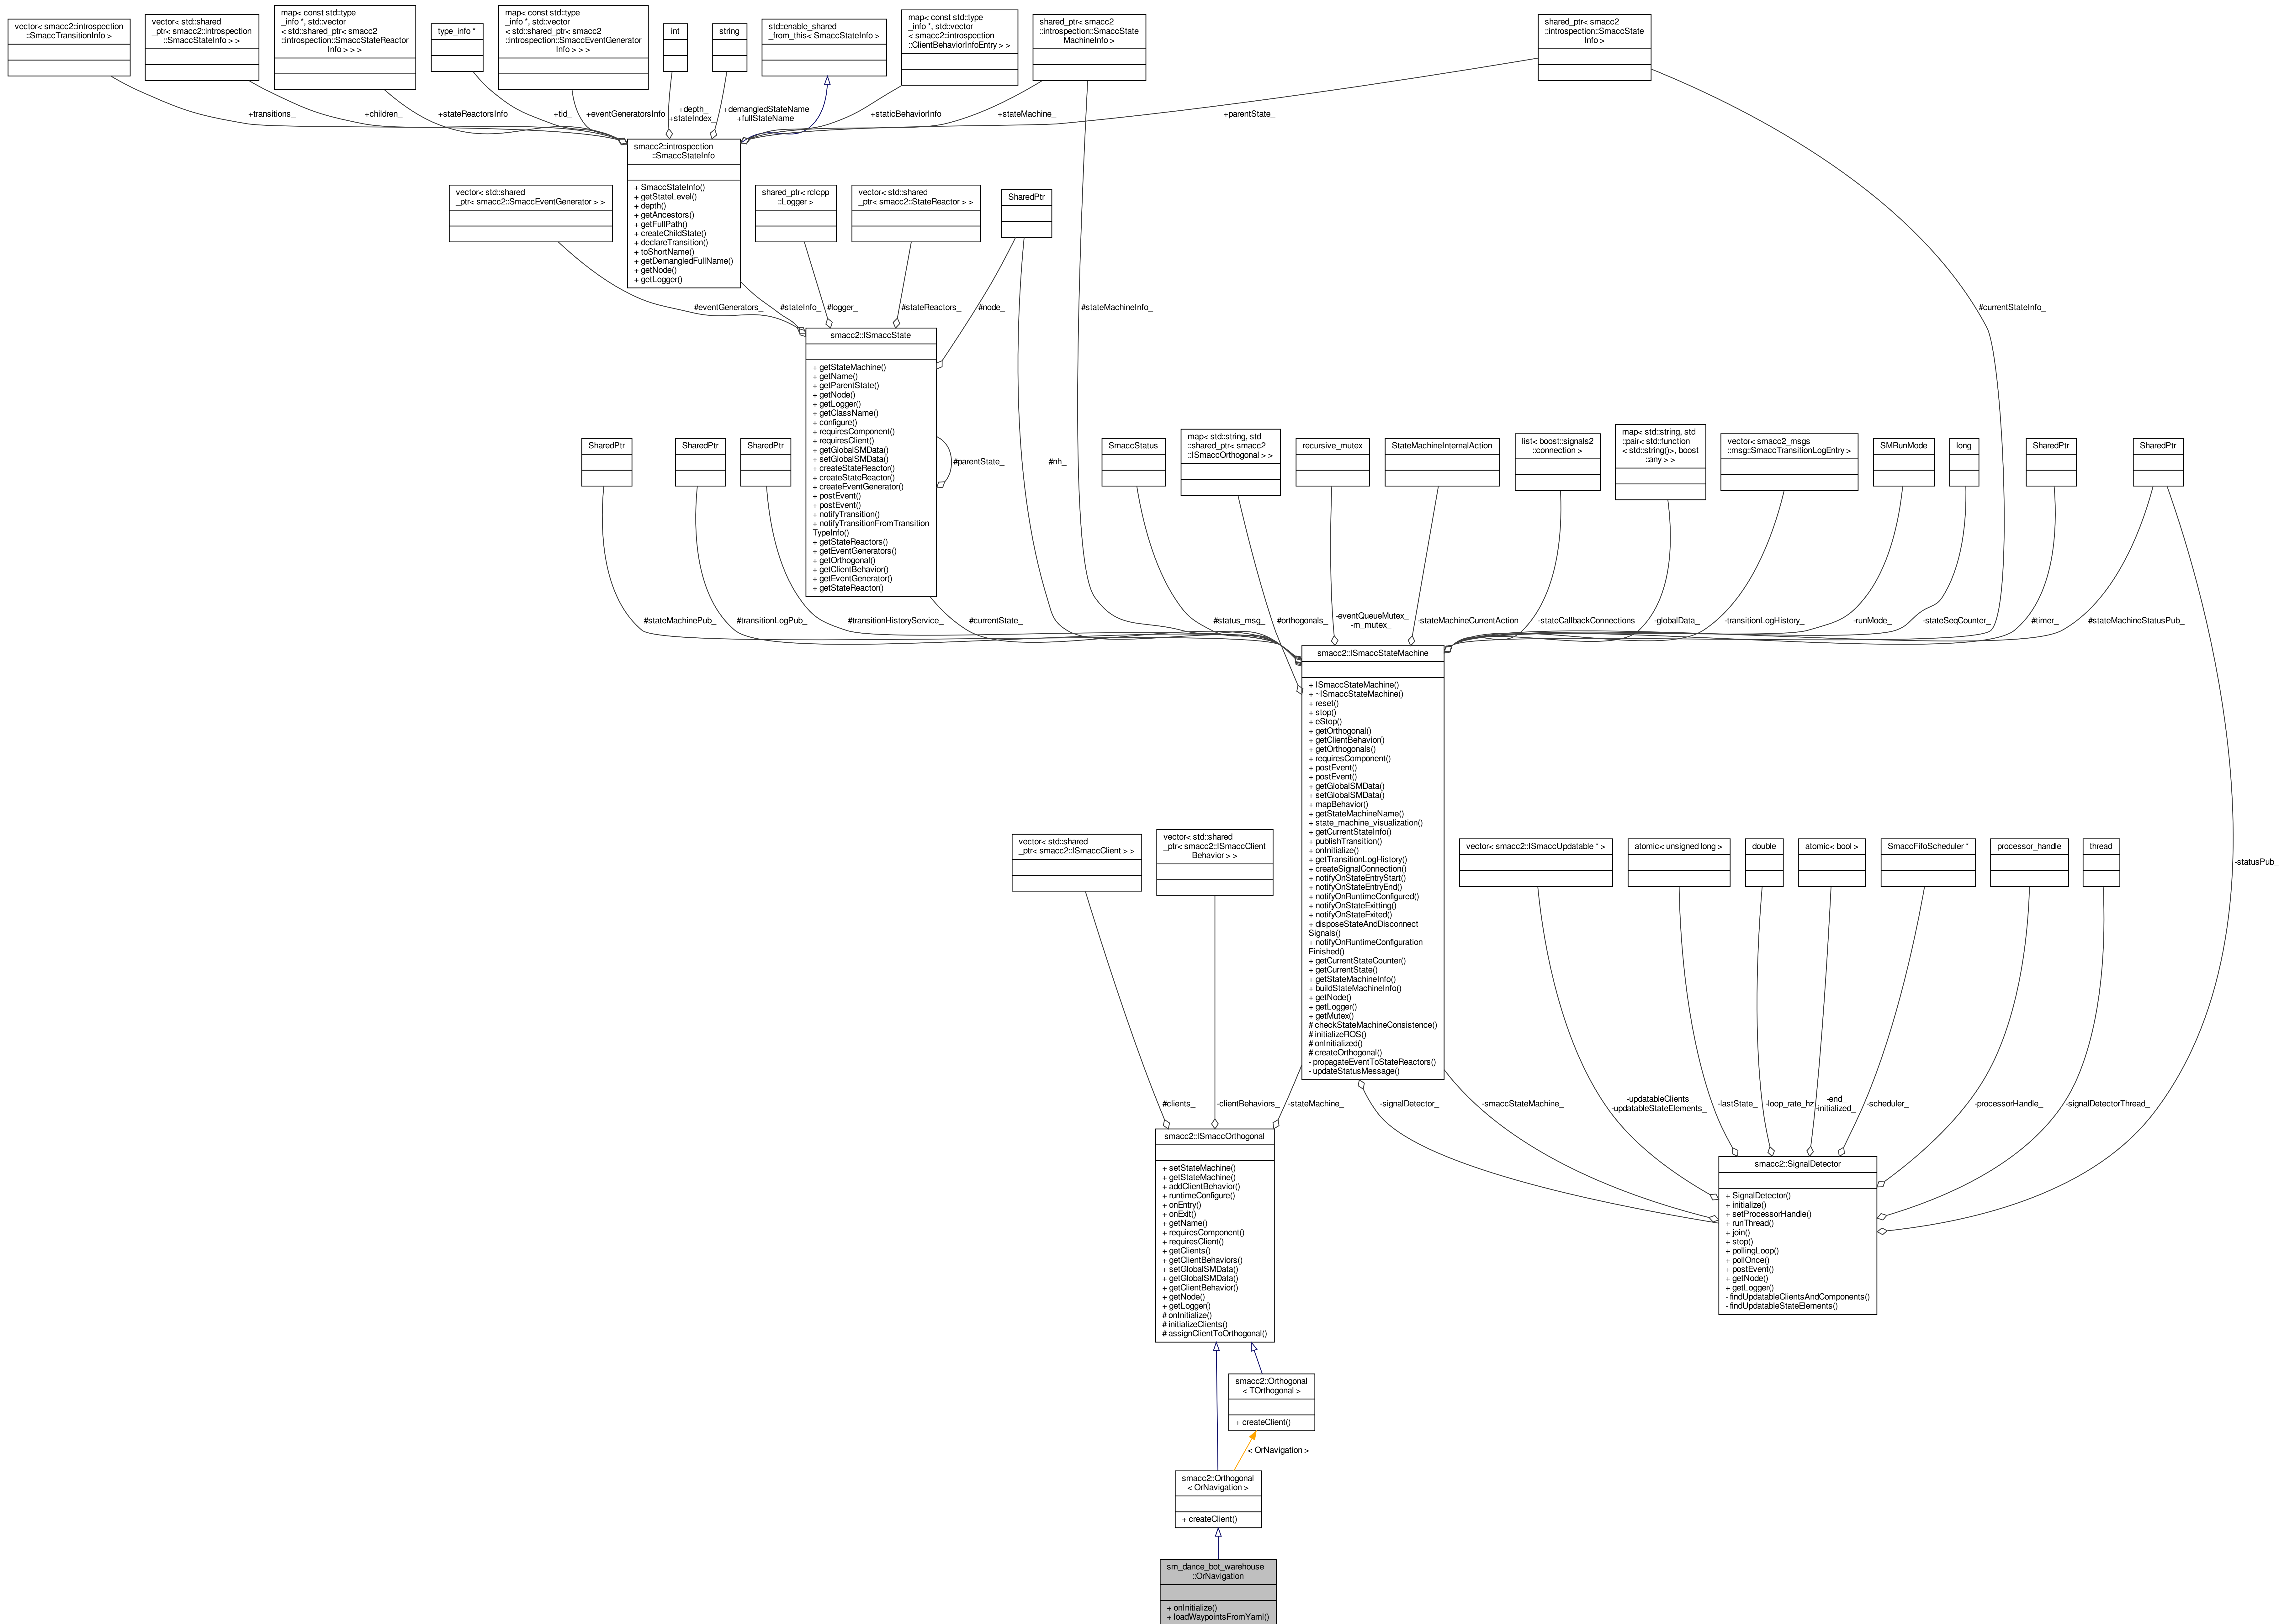 vector< smacc2::introspection
::SmaccTransitionInfo >
vector< std::shared
_ptr< smacc2::introspection
::SmaccStateInfo > >
map< const std::type
_info *, std::vector
< std::shared_ptr< smacc2
::introspection::SmaccStateReactor
Info > > >
type_info *
map< const std::type
_info *, std::vector
< std::shared_ptr< smacc2
::introspection::SmaccEventGenerator
Info > > >
int
string
std::enable_shared
_from_this< SmaccStateInfo >
map< const std::type
_info *, std::vector
< smacc2::introspection
::ClientBehaviorInfoEntry > >
shared_ptr< smacc2
::introspection::SmaccState
MachineInfo >
shared_ptr< smacc2
::introspection::SmaccState
Info >
+transitions_
+children_
+stateReactorsInfo
+tid_
+eventGeneratorsInfo
+depth_
+stateIndex_
+demangledStateName
+fullStateName
+staticBehaviorInfo
+stateMachine_
+parentState_
smacc2::introspection
::SmaccStateInfo
+ SmaccStateInfo()
+ getStateLevel()
+ depth()
+ getAncestors()
+ getFullPath()
+ createChildState()
+ declareTransition()
+ toShortName()
+ getDemangledFullName()
+ getNode()
+ getLogger()
vector< std::shared
_ptr< smacc2::SmaccEventGenerator > >
shared_ptr< rclcpp
::Logger >
vector< std::shared
_ptr< smacc2::StateReactor > >
SharedPtr
#eventGenerators_
#stateInfo_
#logger_
#stateReactors_
#node_
#stateMachineInfo_
#currentStateInfo_
smacc2::ISmaccState
+ getStateMachine()
+ getName()
+ getParentState()
+ getNode()
+ getLogger()
+ getClassName()
+ configure()
+ requiresComponent()
+ requiresClient()
+ getGlobalSMData()
+ setGlobalSMData()
+ createStateReactor()
+ createStateReactor()
+ createEventGenerator()
+ postEvent()
+ postEvent()
+ notifyTransition()
+ notifyTransitionFromTransition
TypeInfo()
+ getStateReactors()
+ getEventGenerators()
+ getOrthogonal()
+ getClientBehavior()
+ getEventGenerator()
+ getStateReactor()
#parentState_
#nh_
SharedPtr
SharedPtr
SharedPtr
SmaccStatus
map< std::string, std
::shared_ptr< smacc2
::ISmaccOrthogonal > >
recursive_mutex
StateMachineInternalAction
list< boost::signals2
::connection >
map< std::string, std
::pair< std::function
< std::string()>, boost
::any > >
vector< smacc2_msgs
::msg::SmaccTransitionLogEntry >
SMRunMode
long
SharedPtr
SharedPtr
#stateMachinePub_
#transitionLogPub_
#transitionHistoryService_
#currentState_
#status_msg_
#orthogonals_
-eventQueueMutex_
-m_mutex_
-stateMachineCurrentAction
-stateCallbackConnections
-globalData_
-transitionLogHistory_
-runMode_
-stateSeqCounter_
#timer_
#stateMachineStatusPub_
smacc2::ISmaccStateMachine
+ ISmaccStateMachine()
+ ~ISmaccStateMachine()
+ reset()
+ stop()
+ eStop()
+ getOrthogonal()
+ getClientBehavior()
+ getOrthogonals()
+ requiresComponent()
+ postEvent()
+ postEvent()
+ getGlobalSMData()
+ setGlobalSMData()
+ mapBehavior()
+ getStateMachineName()
+ state_machine_visualization()
+ getCurrentStateInfo()
+ publishTransition()
+ onInitialize()
+ getTransitionLogHistory()
+ createSignalConnection()
+ notifyOnStateEntryStart()
+ notifyOnStateEntryEnd()
+ notifyOnRuntimeConfigured()
+ notifyOnStateExitting()
+ notifyOnStateExited()
+ disposeStateAndDisconnect
Signals()
+ notifyOnRuntimeConfiguration
Finished()
+ getCurrentStateCounter()
+ getCurrentState()
+ getStateMachineInfo()
+ buildStateMachineInfo()
+ getNode()
+ getLogger()
+ getMutex()
# checkStateMachineConsistence()
# initializeROS()
# onInitialized()
# createOrthogonal()
- propagateEventToStateReactors()
- updateStatusMessage()
vector< std::shared
_ptr< smacc2::ISmaccClient > >
vector< std::shared
_ptr< smacc2::ISmaccClient
Behavior > >
vector< smacc2::ISmaccUpdatable * >
atomic< unsigned long >
double
atomic< bool >
SmaccFifoScheduler *
processor_handle
thread
-statusPub_
#clients_
-clientBehaviors_
-stateMachine_
-signalDetector_
-smaccStateMachine_
-updatableClients_
-updatableStateElements_
-lastState_
-loop_rate_hz
-end_
-initialized_
-scheduler_
-processorHandle_
-signalDetectorThread_
smacc2::ISmaccOrthogonal
+ setStateMachine()
+ getStateMachine()
+ addClientBehavior()
+ runtimeConfigure()
+ onEntry()
+ onExit()
+ getName()
+ requiresComponent()
+ requiresClient()
+ getClients()
+ getClientBehaviors()
+ setGlobalSMData()
+ getGlobalSMData()
+ getClientBehavior()
+ getNode()
+ getLogger()
# onInitialize()
# initializeClients()
# assignClientToOrthogonal()
smacc2::SignalDetector
+ SignalDetector()
+ initialize()
+ setProcessorHandle()
+ runThread()
+ join()
+ stop()
+ pollingLoop()
+ pollOnce()
+ postEvent()
+ getNode()
+ getLogger()
- findUpdatableClientsAndComponents()
- findUpdatableStateElements()
smacc2::Orthogonal
< TOrthogonal >
+ createClient()
< OrNavigation >
smacc2::Orthogonal
< OrNavigation >
+ createClient()
sm_dance_bot_warehouse
::OrNavigation
+ onInitialize()
+ loadWaypointsFromYaml()